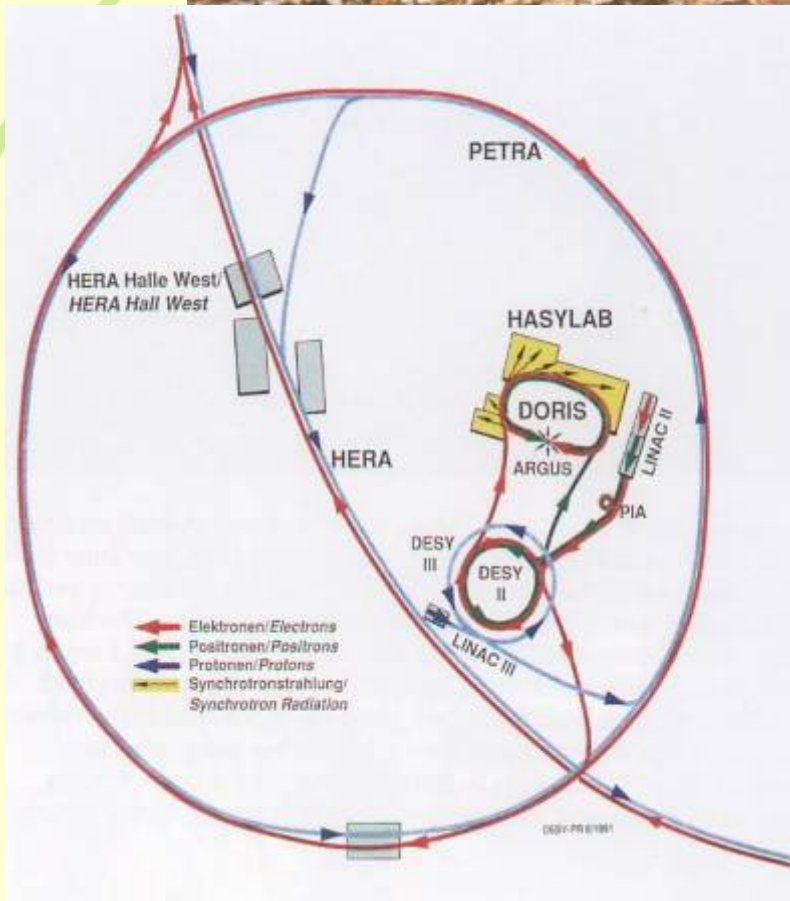 PETRA
HERA Halle West/
HERA Hall West
HASYLAB
DORIS
ARGUS
LINAC II
PIA
HERA
DESY
III
DESY
II
LINAC III
Elektronen/Electrons
Positronen/Positrons
Protonen/Protons
Synchrotronstrahlung/
Synchrotron Radiation